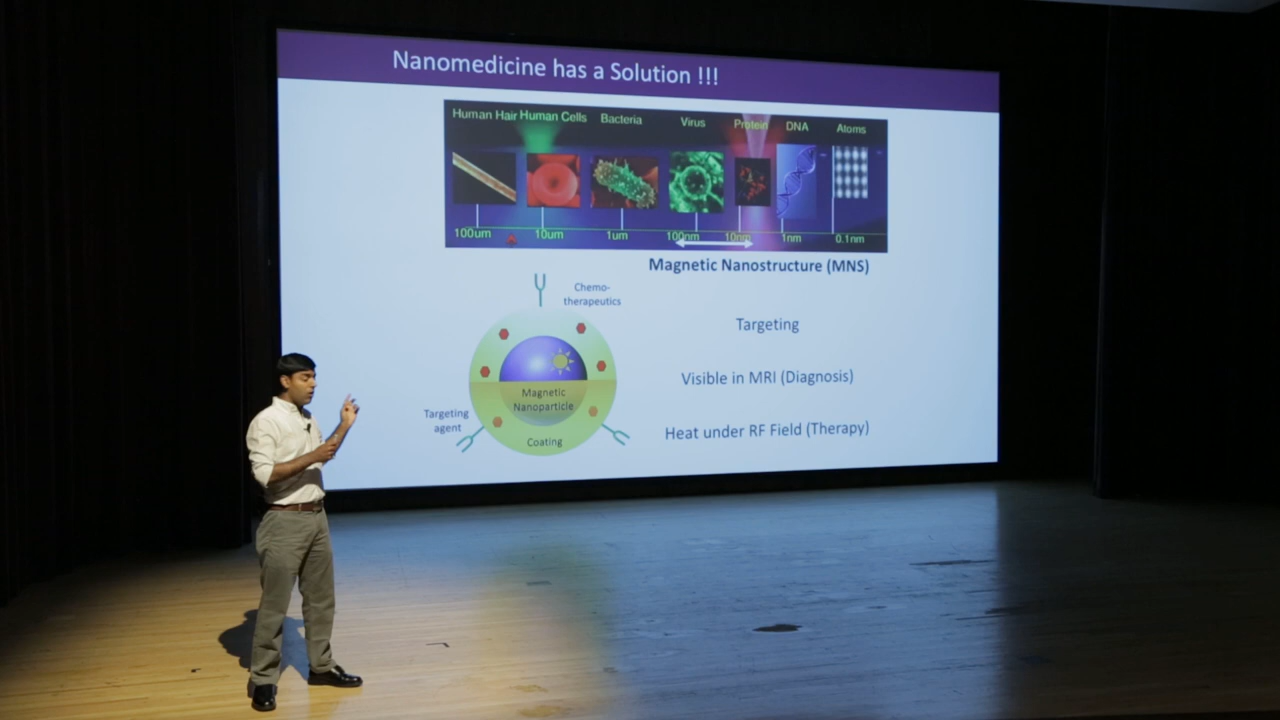 Nanomedicine has a Solution !!!
Human Hair Human Cells Bacteria Virus Protein DNA Atoms
100um 10um 1um 100nm 10nm 1nm 0.1nm
Magnetic Nanostructure (MNS)
Chemo-
therapeutics
Targeting
Visible in MRI (Diagnosis)
Magnetic
Nanoparticle
Targeting
agent
Heat under RF Field (Therapy)
Coating